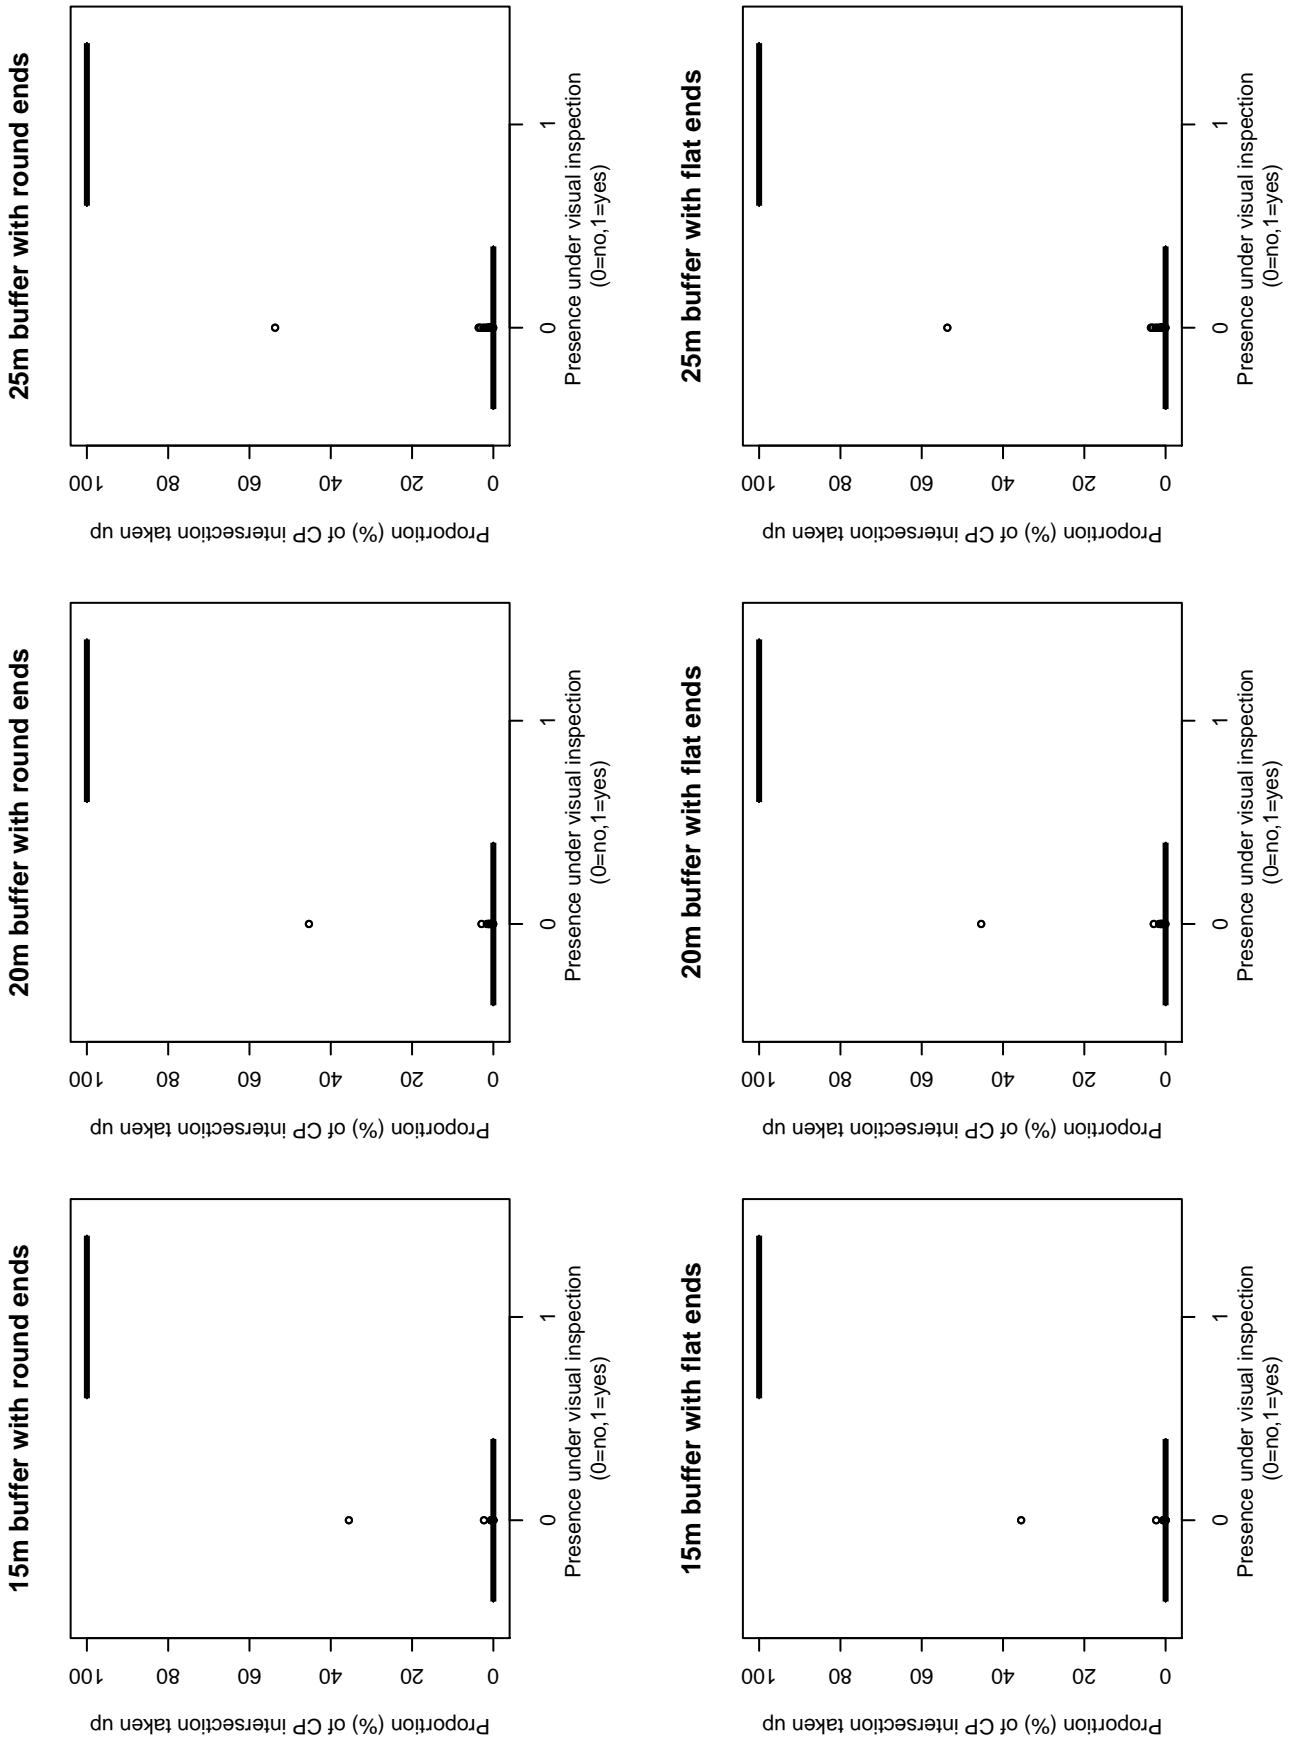 15m buffer with round ends
Proportion (%) of CP intersection taken up
100
80
60
40
20
0
0
1
Presence under visual inspection
(0=no,1=yes)
20m buffer with round ends
Proportion (%) of CP intersection taken up
100
80
60
40
20
0
0
1
Presence under visual inspection
(0=no,1=yes)
25m buffer with round ends
Proportion (%) of CP intersection taken up
100
80
60
40
20
0
0
1
Presence under visual inspection
(0=no,1=yes)
15m buffer with flat ends
Proportion (%) of CP intersection taken up
100
80
60
40
20
0
0
1
Presence under visual inspection
(0=no,1=yes)
20m buffer with flat ends
Proportion (%) of CP intersection taken up
100
80
60
40
20
0
0
1
Presence under visual inspection
(0=no,1=yes)
25m buffer with flat ends
Proportion (%) of CP intersection taken up
100
80
60
40
20
0
0
1
Presence under visual inspection
(0=no,1=yes)